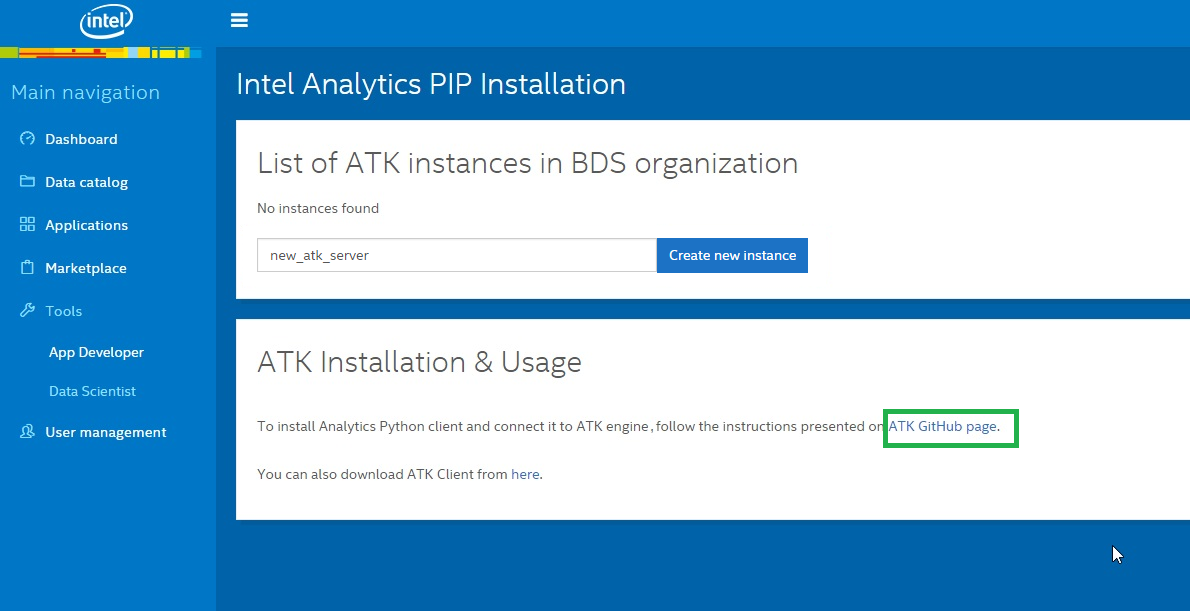 intel
Main navigation
Dashboard
Data catalog
Applications
Marketplace
Tools
App Developer
Data Scientist
User management
Intel Analytics PIP Installation
List of ATK instances in BDS organization
No instances found
new_atk_server
Create new instance
ATK Installation & Usage
To install Analytics Python client and connect it to ATK engine, follow the instructions presented on ATK GitHub page.
You can also download ATK Client from here.